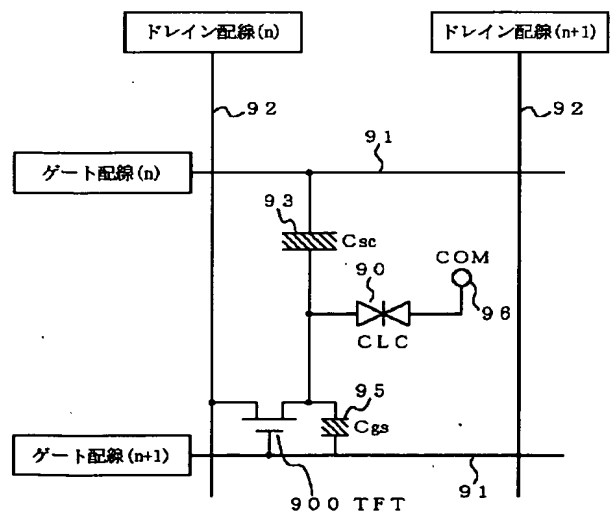 ドレイン配線(n)
ドレイン配線(n+1)
92
92
91
ゲート配線(n)
93
Csc
COM
90
96
CLC
95
Cgs
ゲート配線(n+1)
91
900 TFT